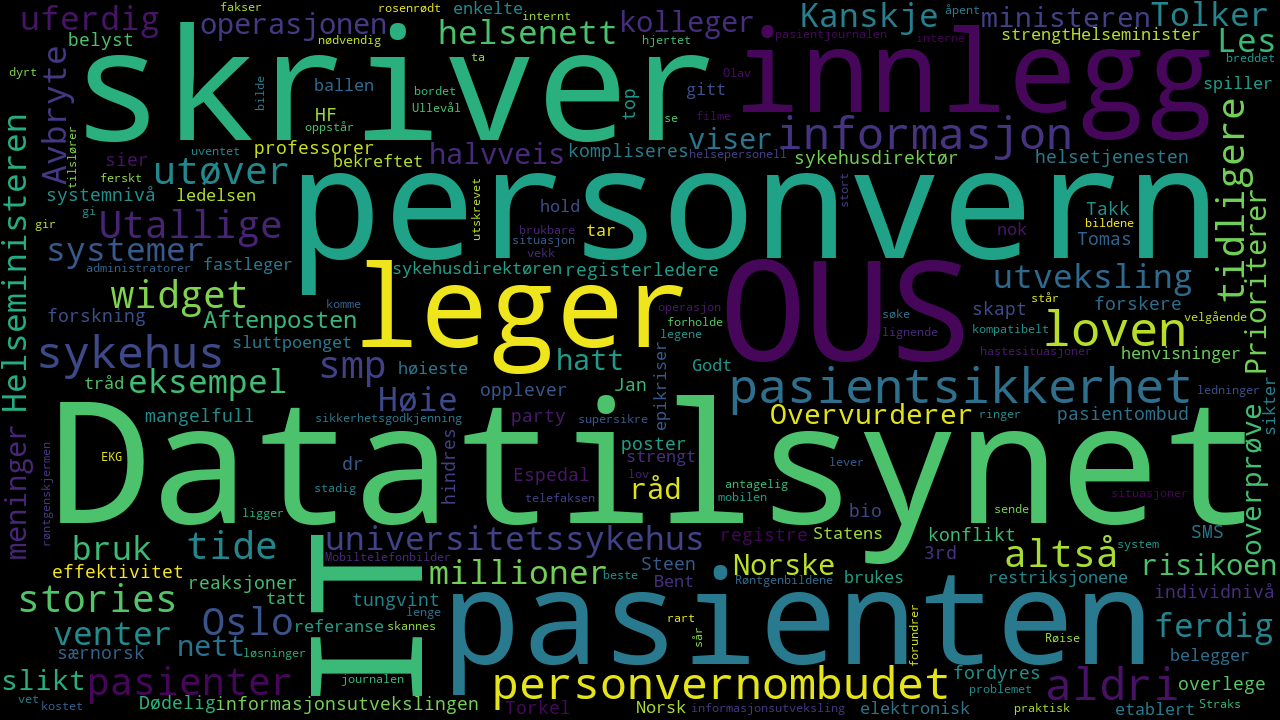 fakser
rosenrødt
enkelte
internt
åpent
uferdig
operasjonen
kolleger
Kanskje
ministeren
Tolker
belyst
skriver
nødvendig
helsenett
hjertet
innlegg
pasientjournalen
interne
strengt
Helseminister
Les
breddet
dyrt
Avbryte
bilde
ballen
ta
bordet
Ullevål
top
Olav
gitt
spiller
HF
oppstår
se
filme
informasjon
tilslører
uventet
professorer
viser
sier
utøver
bekreftet
halvveis
kompliseres
helsepersonell
sykehusdirektør
helsetjenesten
tidligere
ferskt
systemnivå
ledelsen
personvern
utskrevet
hold
stort
Helseministeren
gi
gir
Utallige
brukbare
situasjon
vekk
tar
nok
Takk
bildene
Tomas
systemer
administratorer
fastleger
sykehusdirektøren
registerledere
OUS
utveksling
Prioriterer
widget
komme
leger
operasjon
skapt
står
forskere
forskning
Aftenposten
forholde
legene
søke
lignende
kompatibelt
loven
velgående
sykehus
sluttpoenget
smp
høieste
hatt
epikriser
Godt
hastesituasjoner
henvisninger
tråd
eksempel
Høie
opplever
Jan
pasientsikkerhet
ledninger
sikter
mangelfull
sikkerhetsgodkjenning
party
supersikre
Overvurderer
ringer
pasientombud
meninger
Datatilsynet
poster
EKG
dr
hindres
strengt
lever
overprøve
røntgenskjermen
stadig
Espedal
lov
råd
antagelig
mobilen
situasjoner
ligger
telefaksen
bio
sende
bruk
tide
IT
universitetssykehus
registre
Statens
konflikt
SMS
system
Mobiltelefonbilder
Steen
3rd
altså
effektivitet
reaksjoner
millioner
beste
Bent
Norske
Røntgenbildene
brukes
restriksjonene
risikoen
individnivå
stories
tatt
tungvint
lenge
pasienten
rart
sår
forundrer
venter
Oslo
referanse
skannes
Røise
ferdig
særnorsk
nett
løsninger
belegger
slikt
pasienter
journalen
personvernombudet
fordyres
problemet
aldri
overlege
vet
kostet
Dødelig
informasjonsutvekslingen
Torkel
Norsk
informasjonsutveksling
elektronisk
praktisk
etablert
Straks